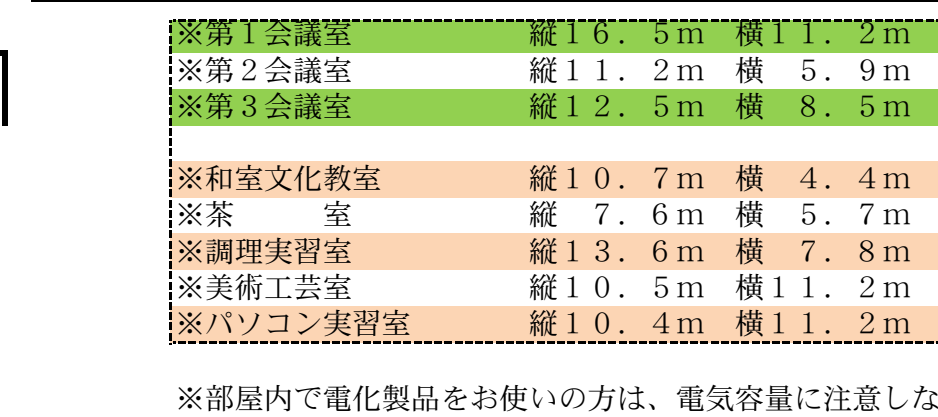 ※第１会議室　　　　　縦１６．５ｍ　横１１．２ｍ
※第２会議室　　　　　縦１１．２ｍ　横　５．９ｍ
※第３会議室　　　　　縦１２．５ｍ　横　８．５ｍ
※和室文化教室　　　　縦１０．７ｍ　横　４．４ｍ
※茶　　　室　　　　　縦　７．６ｍ　横　５．７ｍ
※調理実習室　　　　　縦１３．６ｍ　横　７．８ｍ
※美術工芸室　　　　　縦１０．５ｍ　横１１．２ｍ
※パソコン実習室　　　縦１０．４ｍ　横１１．２ｍ
※部屋内で電化製品をお使いの方は、電気容量に注意しな